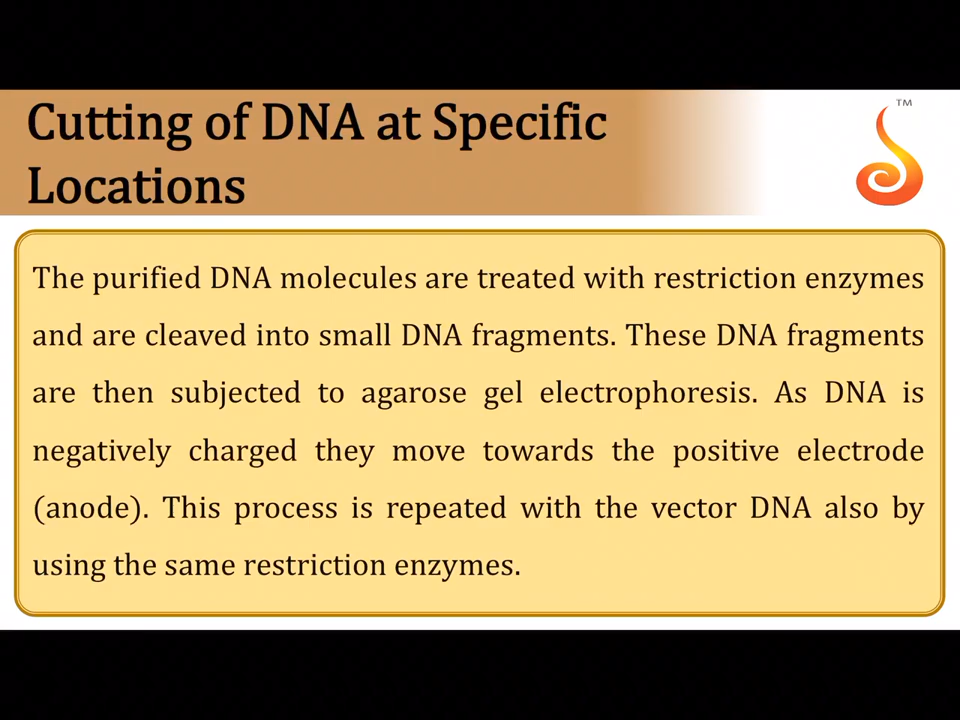 Cutting of DNA at Specific
Locations
TM
The purified DNA molecules are treated with restriction enzymes
and are cleaved into small DNA fragments. These DNA fragments
are then subjected to agarose gel electrophoresis. As DNA is
negatively charged they move towards the positive electrode
(anode). This process is repeated with the vector DNA also by
using the same restriction enzymes.